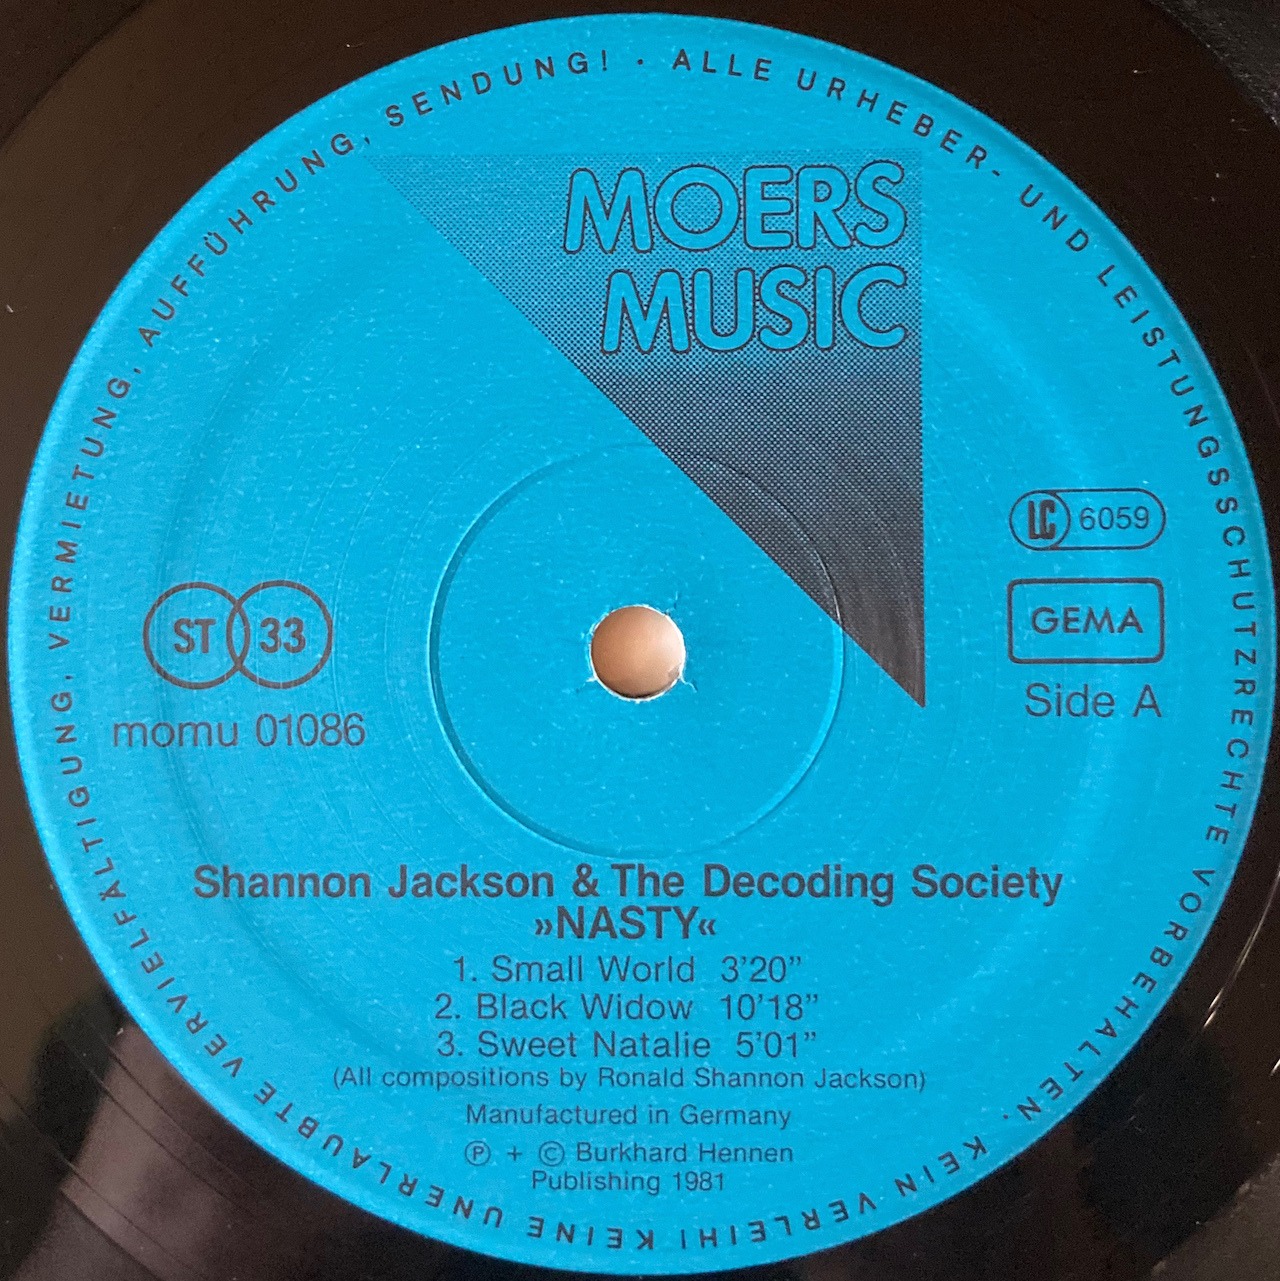 ALLE URHEBER- UND LEISTUNGSSCHUTZRECHTE VORBEHALTEN. KEIN VERLEIH! KEINE UNERLAUBTE VERVIELFÄLTIGUNG, VERMIETUNG, AUFFÜHRUNG, SENDUNG! ·
MOERS
MUSIC
LC 6059
ST 33
GEMA
Side A
momu 01086
Shannon Jackson & The Decoding Society
»NASTY«
1. Small World 3'20”
2. Black Widow 10'18”
3. Sweet Natalie 5'01”
(All compositions by Ronald Shannon Jackson)
Manufactured in Germany
Ⓟ + © Burkhard Hennen
Publishing 1981